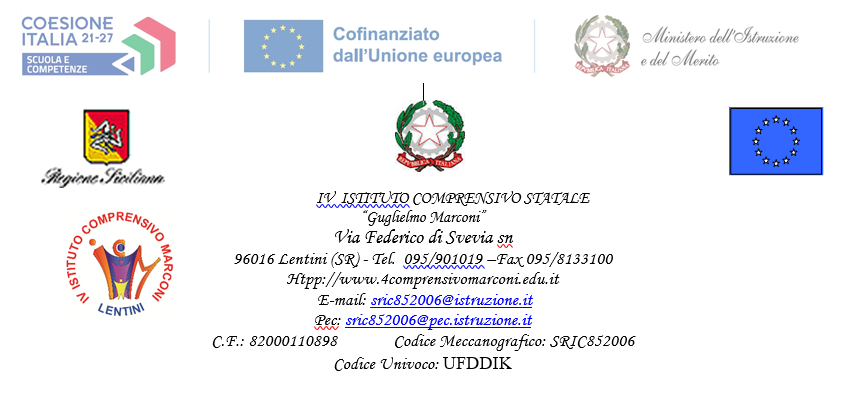 COESIONE
ITALIA 21-27
SCUOLA E
COMPETENZE
Cofinanziato
dall'Unione europea
Ministero dell'Istruzione
e del Merito
REPUBBLICA ITALIANA
Regione Siciliana
IV ISTITUTO COMPRENSIVO MARCONI
LENTINI
IV ISTITUTO COMPRENSIVO STATALE
“Guglielmo Marconi”
Via Federico di Svevia sn
96016 Lentini (SR) - Tel. 095/901019 –Fax 095/8133100
Htpp://www.4comprensivomarconi.edu.it
E-mail: sric852006@istruzione.it
Pec: sric852006@pec.istruzione.it
C.F.: 82000110898 Codice Meccanografico: SRIC852006
Codice Univoco: UFDDIK